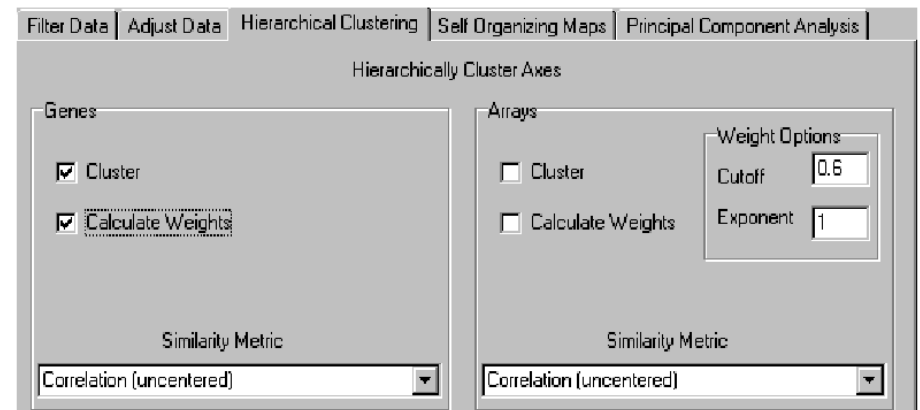 Filter Data Adjust Data Hierarchical Clustering Self Organizing Maps Principal Component Analysis
Hierarchically Cluster Axes
Genes
Cluster
Calculate Weights
Similarity Metric
Correlation (uncentered)
Arrays
Cluster
Calculate Weights
Weight Options
Cutoff 0.6
Exponent 1
Similarity Metric
Correlation (uncentered)